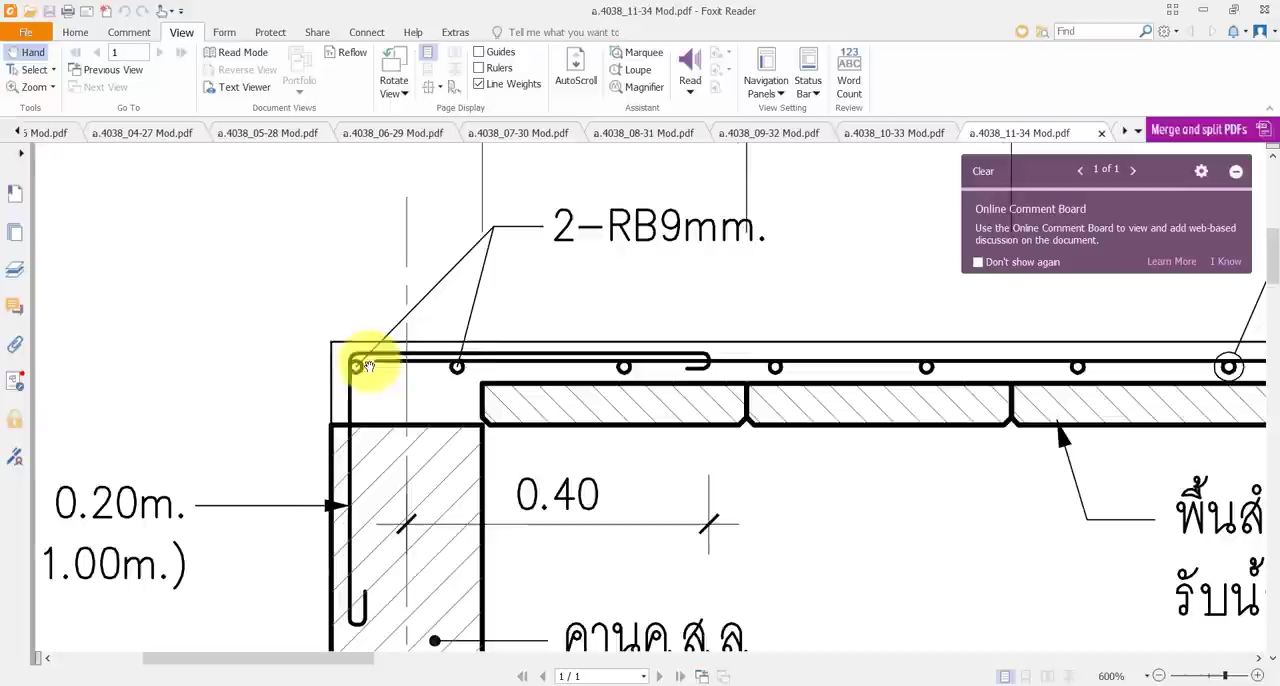 a.4038_11-34 Mod.pdf - Foxit Reader
File Home Comment View Form Protect Share Connect Help Extras Tell me what you want to Find
Hand 1 Read Mode Reflow Guides Marquee
Select Previous View Reverse View Rulers Loupe
Zoom Next View Text Viewer Portfolio Rotate View Line Weights AutoScroll Magnifier Read Navigation Panels Status Bar Word Count
123
ABC
Tools Go To Document Views Page Display Assistant View Setting Review
5 Mod.pdf a.4038_04-27 Mod.pdf a.4038_05-28 Mod.pdf a.4038_06-29 Mod.pdf a.4038_07-30 Mod.pdf a.4038_08-31 Mod.pdf a.4038_09-32 Mod.pdf a.4038_10-33 Mod.pdf a.4038_11-34 Mod.pdf Merge and split PDFs
Clear 1 of 1
Online Comment Board
Use the Online Comment Board to view and add web-based
discussion on the document.
Don't show again Learn More I Know
2-RB9mm.
0.20m.
1.00m.)
0.40
คานค.ส.ล.
พื้นสำ
รับน้
1 / 1 600%